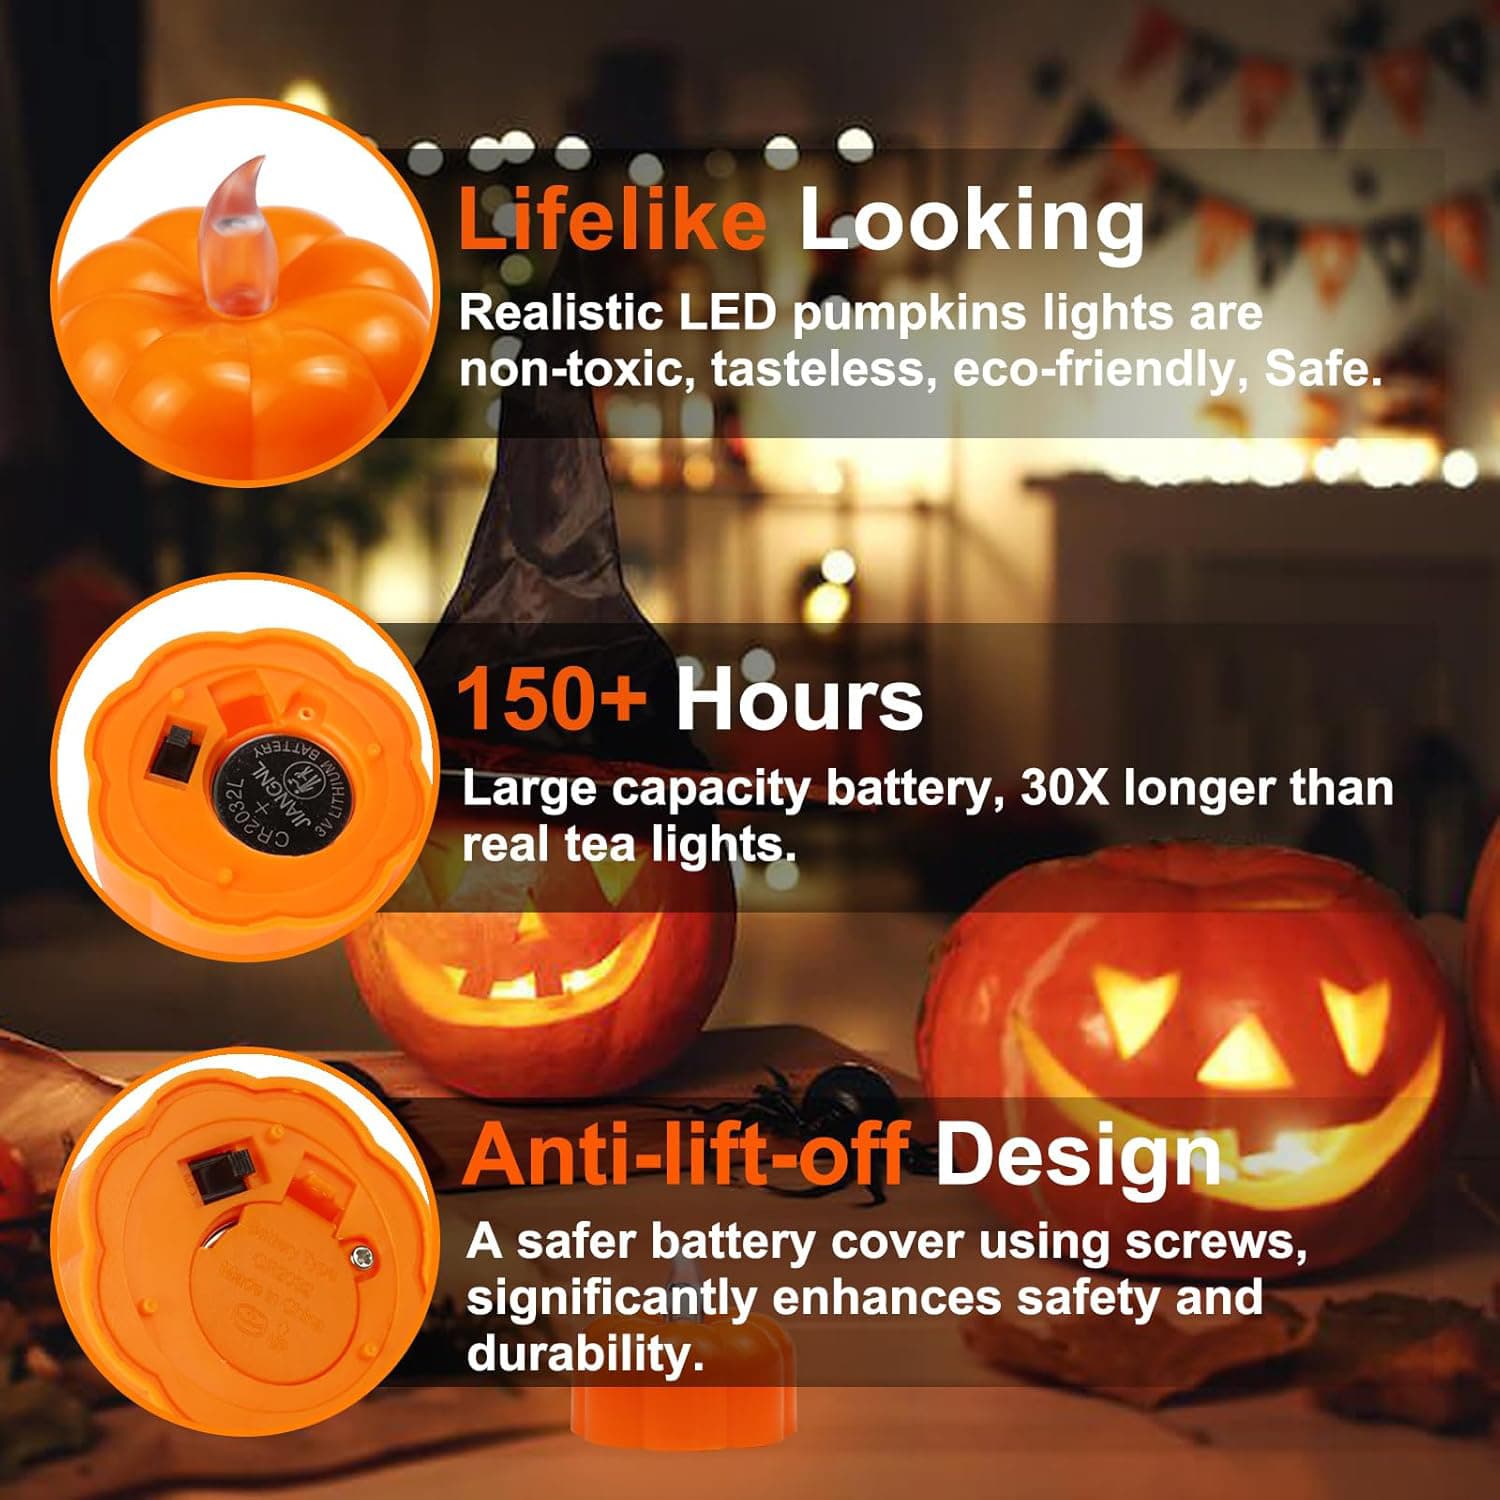 Lifelike Looking
Realistic LED pumpkins lights are
non-toxic, tasteless, eco-friendly, Safe.
150+ Hours
Large capacity battery, 30X longer than
real tea lights.
CR2032L
+
JIANGNL
3V LITHIUM BATTERY
Anti-lift-off Design
A safer battery cover using screws,
significantly enhances safety and
durability.
Battery Type
CR2032
Made in China